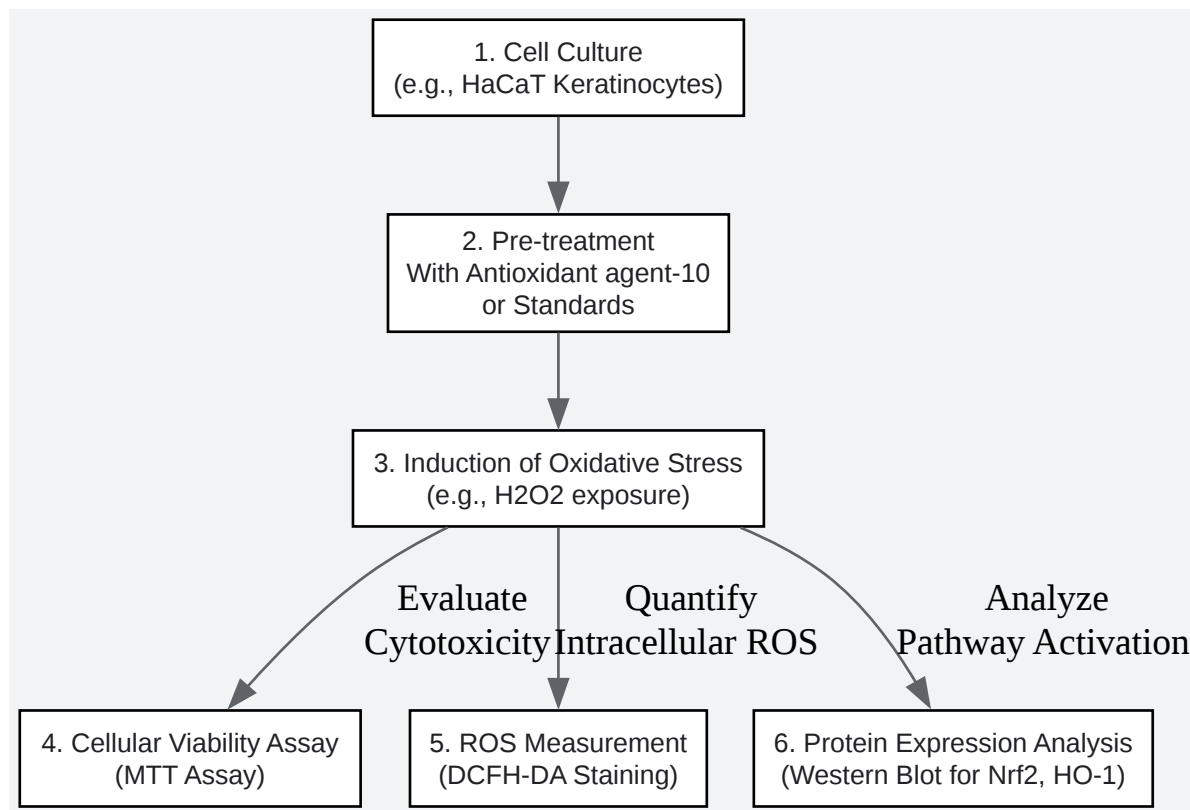 1. Cell Culture
(e.g., HaCaT Keratinocytes)
2. Pre-treatment
With Antioxidant agent-10
or Standards
3. Induction of Oxidative Stress
(e.g., H2O2 exposure)
Evaluate
Cytotoxicity
Quantify
Intracellular ROS
Analyze
Pathway Activation
4. Cellular Viability Assay
(MTT Assay)
5. ROS Measurement
(DCFH-DA Staining)
6. Protein Expression Analysis
(Western Blot for Nrf2, HO-1)